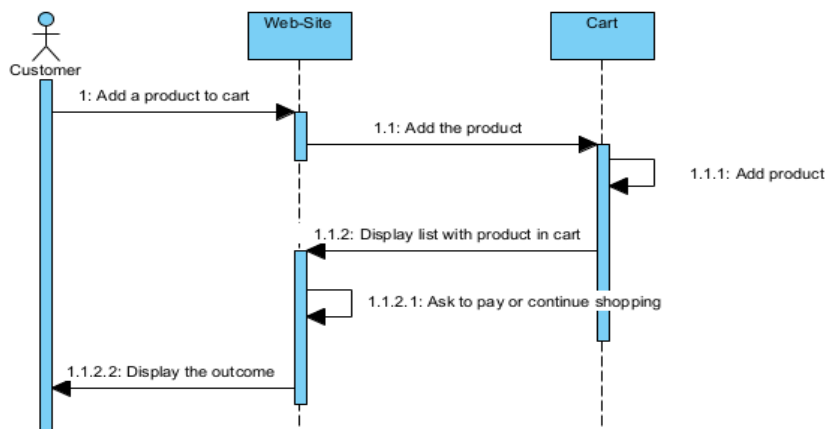 Web-Site
Cart
Customer
1: Add a product to cart
1.1: Add the product
1.1.1: Add product
1.1.2: Display list with product in cart
1.1.2.1: Ask to pay or continue shopping
1.1.2.2: Display the outcome